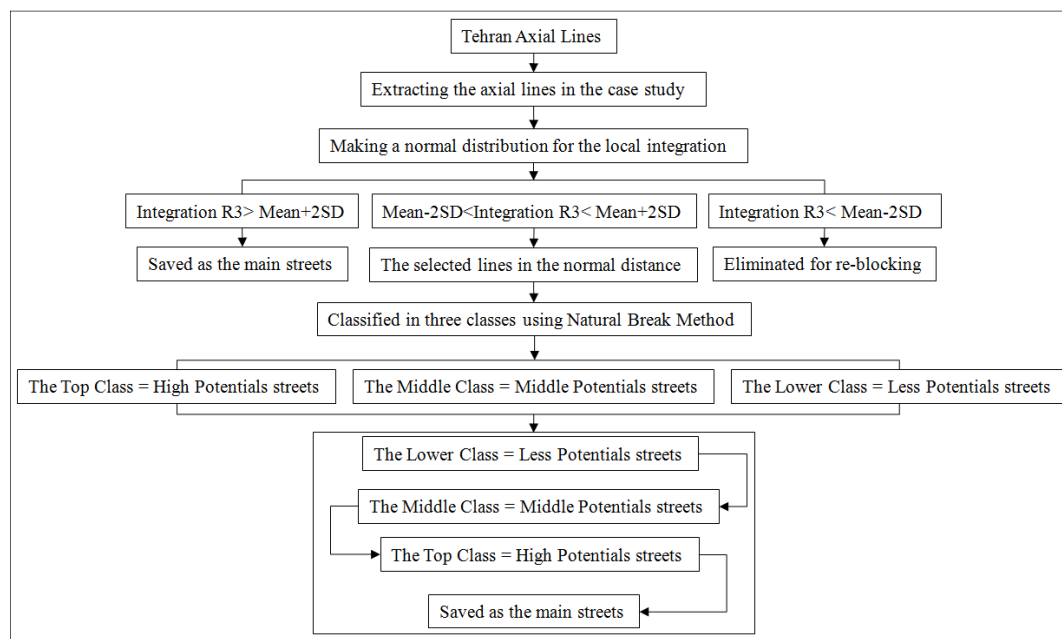 Tehran Axial Lines
Extracting the axial lines in the case study
Making a normal distribution for the local integration
Integration R3> Mean+2SD
Mean-2SD<Integration R3< Mean+2SD
Integration R3< Mean-2SD
Saved as the main streets
The selected lines in the normal distance
Eliminated for re-blocking
Classified in three classes using Natural Break Method
The Top Class = High Potentials streets
The Middle Class = Middle Potentials streets
The Lower Class = Less Potentials streets
The Lower Class = Less Potentials streets
The Middle Class = Middle Potentials streets
The Top Class = High Potentials streets
Saved as the main streets